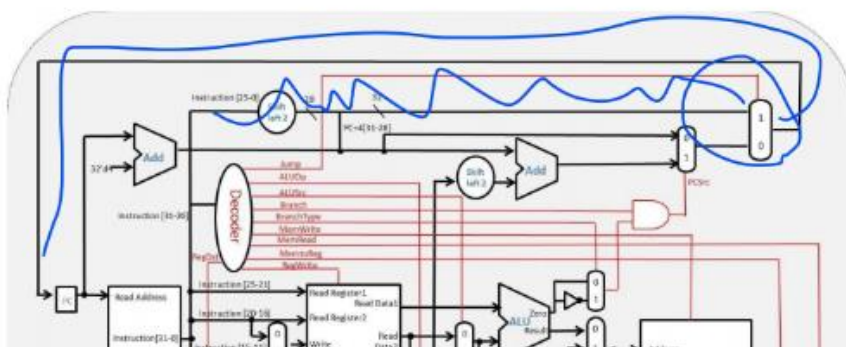 Instruction [25-0]
Shift
left 2
32
1
PC+4[31-28]
0
Add
0
1
Add
Shift
left 2
32'd4
Jump
ALUOp
ALUSrc
Branch
BranchType
MemWrite
MemRead
MemtoReg
RegWrite
PCSrc
Decoder
Instruction [31-26]
RegDst
Instruction [25-21]
PC
Read Address
Read Register1
Read Data1
0
1
Instruction [20-16]
Read Register2
Zero
ALU
Result
0
Instruction[31-0]
0
Read
0
Write